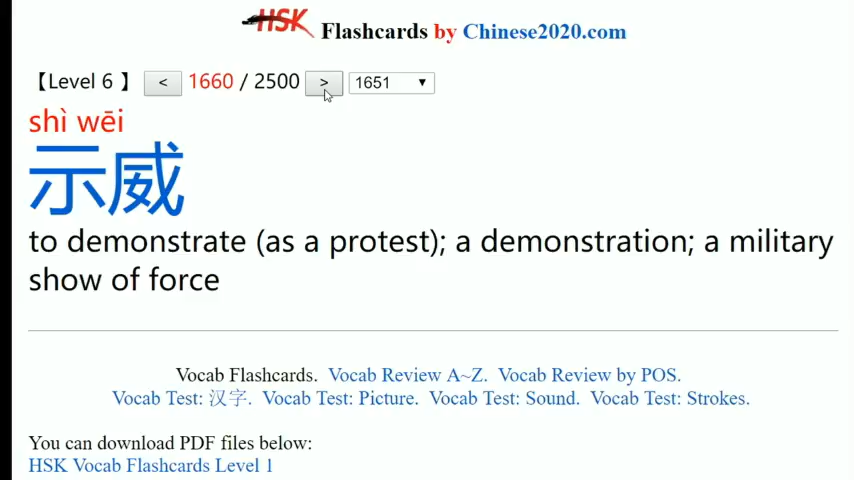 HSK Flashcards by Chinese2020.com
【Level 6 】 < 1660 / 2500 > 1651 ▼
shì wēi
示威
to demonstrate (as a protest); a demonstration; a military
show of force
Vocab Flashcards. Vocab Review A~Z. Vocab Review by POS.
Vocab Test: 汉字. Vocab Test: Picture. Vocab Test: Sound. Vocab Test: Strokes.
You can download PDF files below:
HSK Vocab Flashcards Level 1